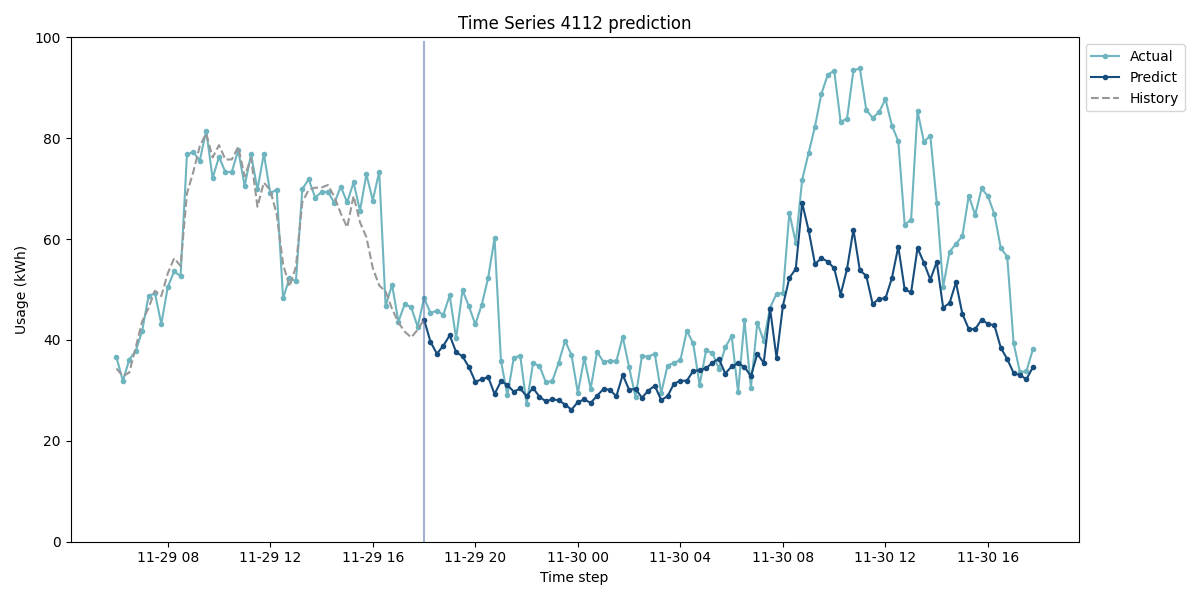 Time Series 4112 prediction
Actual
Predict
History
Usage (kWh)
100
80
60
40
20
0
11-29 08
11-29 12
11-29 16
11-29 20
11-30 00
11-30 04
11-30 08
11-30 12
11-30 16
Time step